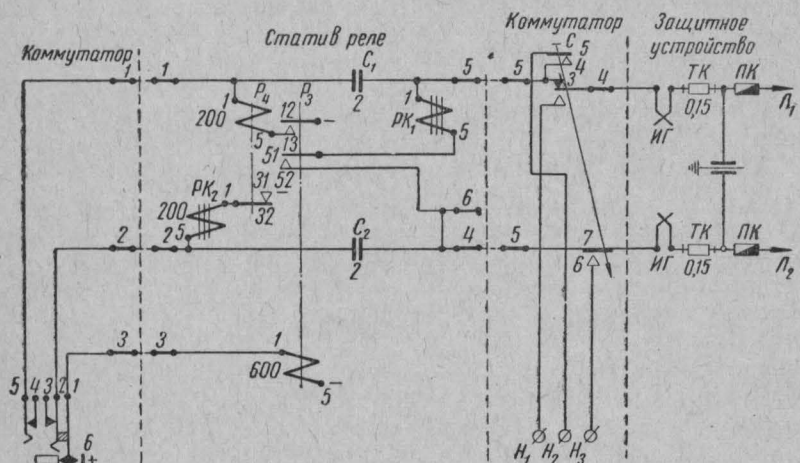 Коммутатор
Статив реле
Коммутатор
Защитное устройство
1 1 P₄ P₃ C₁ 2 5 5 C 5 4 3 4 ТК 0,15 ПК Л₁
1 200 5 12 – 13 1 РК₁ 5 ИГ
51 52
РК₂ 1 31 – 32 200 5 6
2 2 C₂ 2 4 5 7 6 ИГ ТК 0,15 ПК Л₂
3 3 1 600 5 –
5 4 3 2 1
6 +
Н₁ Н₂ Н₃